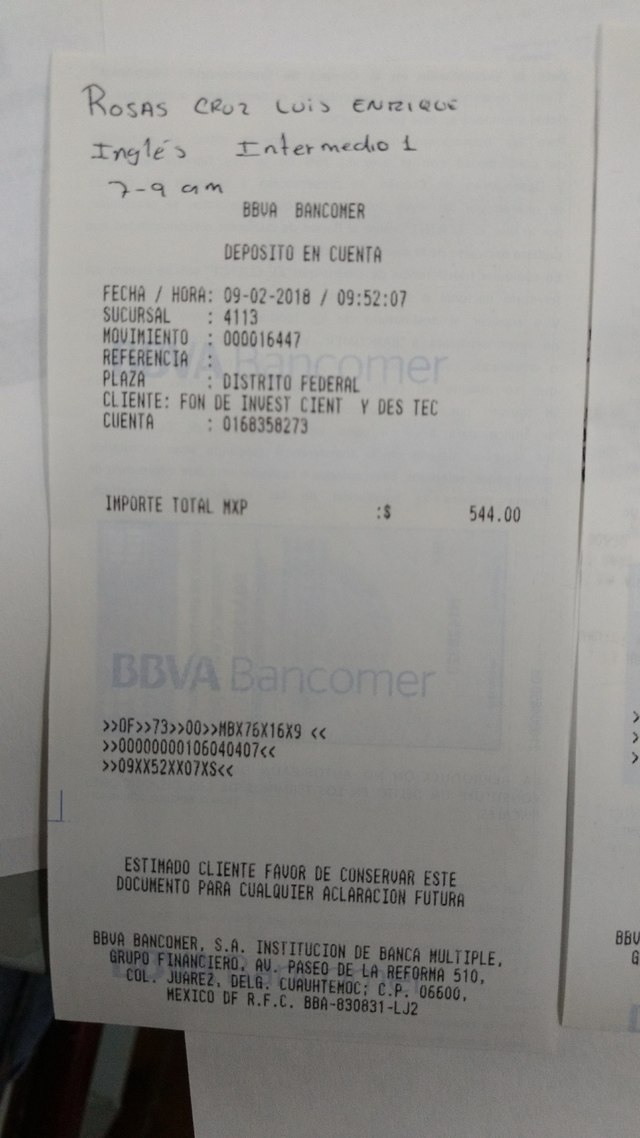 ROSAS CRUZ LUIS ENRIQUE
Inglés Intermedio 1
7-9 am
BBVA BANCOMER
DEPOSITO EN CUENTA
FECHA / HORA: 09-02-2018 / 09:52:07
SUCURSAL : 4113
MOVIMIENTO : 000016447
REFERENCIA :
BBVA Bancomer
PLAZA : DISTRITO FEDERAL
CLIENTE: FON DE INVEST CIENT Y DES TEC
CUENTA : 0168358273
IMPORTE TOTAL MXP :$ 544.00
BBVA Bancomer
>>0F>>73>>00>>MBX76X16X9 <<
>>00000000106040407<<
>>09XX52XX07XS<<
ESTIMADO CLIENTE FAVOR DE CONSERVAR ESTE
DOCUMENTO PARA CUALQUIER ACLARACION FUTURA
BBVA BANCOMER, S.A. INSTITUCION DE BANCA MULTIPLE,
GRUPO FINANCIERO, AV. PASEO DE LA REFORMA 510,
COL. JUAREZ, DELG. CUAUHTEMOC; C.P. 06600,
MEXICO DF R.F.C. BBA-830831-LJ2